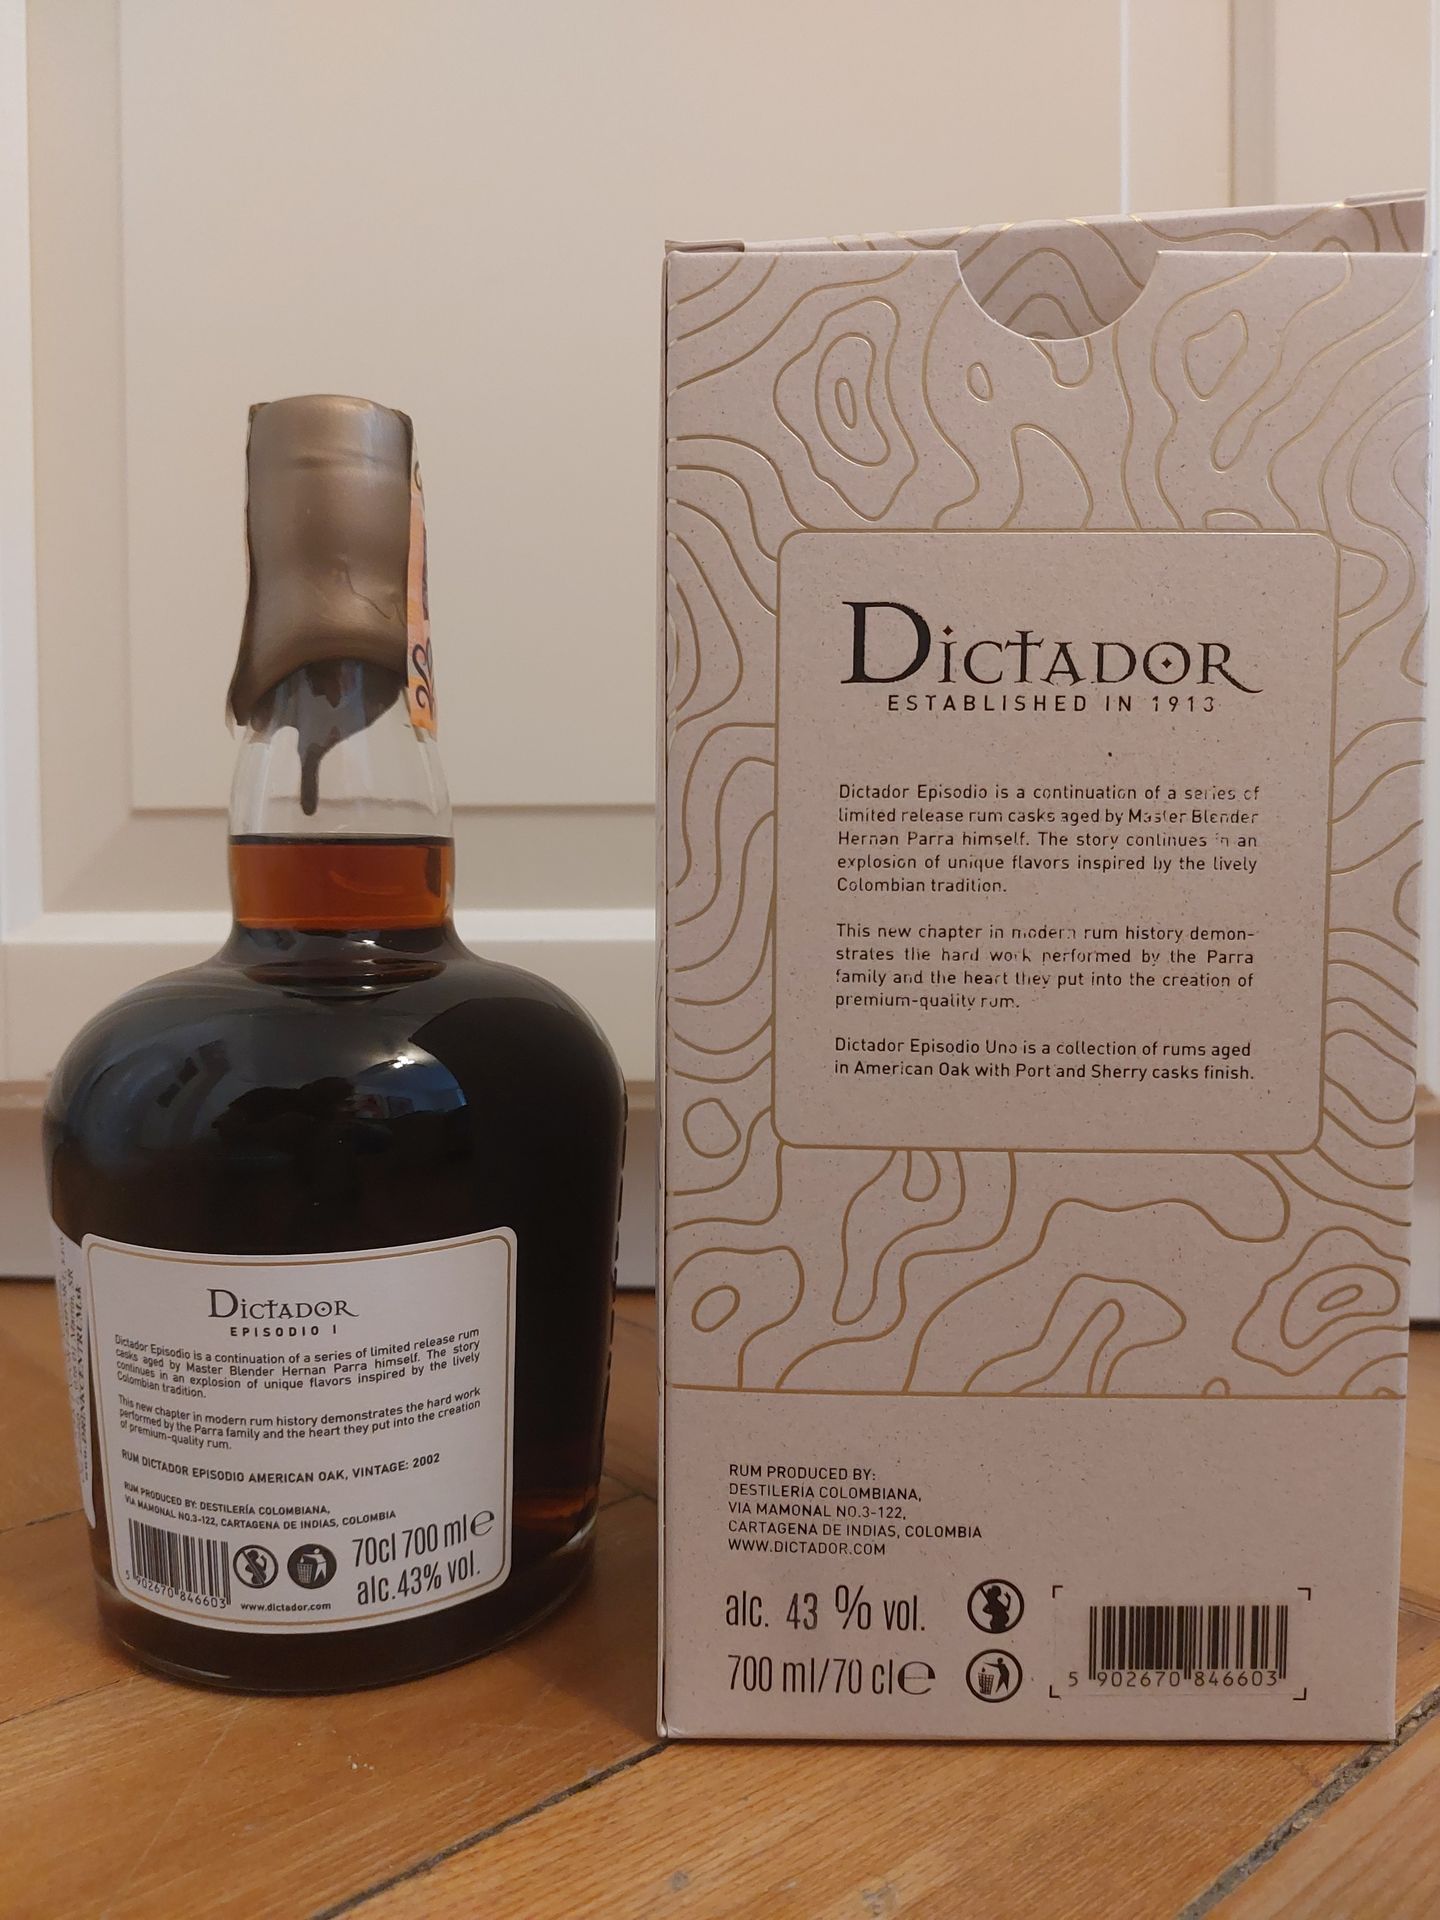 DICTADOR
ESTABLISHED IN 1913
Dictador Episodio is a continuation of a series of
limited release rum casks aged by Master Blender
Hernan Parra himself. The story continues in an
explosion of unique flavors inspired by the lively
Colombian tradition.
This new chapter in modern rum history demon-
strates the hard work performed by the Parra
family and the heart they put into the creation of
premium-quality rum.
Dictador Episodio Uno is a collection of rums aged
in American Oak with Port and Sherry casks finish.
RUM PRODUCED BY:
DESTILERIA COLOMBIANA,
VIA MAMONAL NO.3-122,
CARTAGENA DE INDIAS, COLOMBIA
WWW.DICTADOR.COM
alc. 43 % vol.
700 ml/70 cl e
5 902670 846603
DICTADOR
EPISODIO I
Dictador Episodio is a continuation of a series of limited release rum
casks aged by Master Blender Hernan Parra himself. The story
continues in an explosion of unique flavors inspired by the lively
Colombian tradition.
This new chapter in modern rum history demonstrates the hard work
performed by the Parra family and the heart they put into the creation
of premium-quality rum.
RUM DICTADOR EPISODIO AMERICAN OAK, VINTAGE: 2002
RUM PRODUCED BY: DESTILERÍA COLOMBIANA,
VIA MAMONAL NO.3-122, CARTAGENA DE INDIAS, COLOMBIA
70cl 700 ml e
alc.43% vol.
5 902670 846603
www.dictador.com